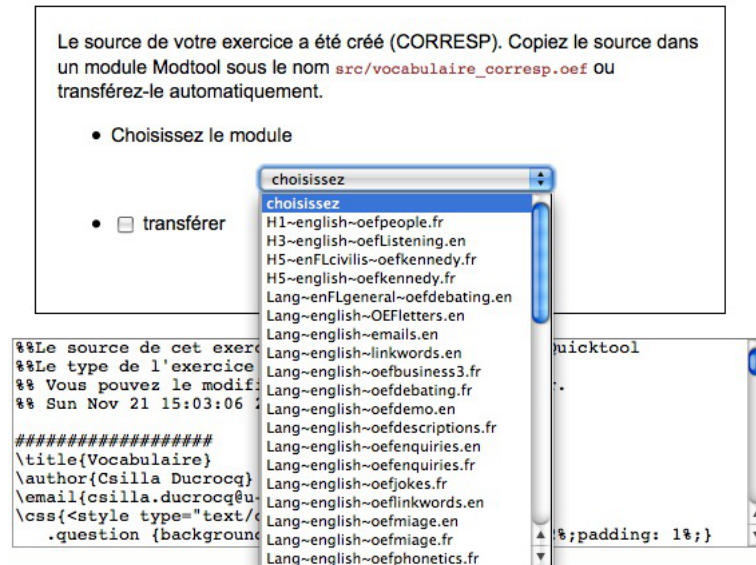 Le source de votre exercice a été créé (CORRESP). Copiez le source dans
un module Modtool sous le nom src/vocabulaire_corresp.oef ou
transférez-le automatiquement.
Choisissez le module
choisissez
transférer
choisissez
H1~english~oefpeople.fr
H3~english~oefListening.en
H5~enFLcivilis~oefkennedy.fr
H5~english~oefkennedy.fr
Lang~enFLgeneral~oefdebating.en
Lang~english~OEFletters.en
Lang~english~emails.en
Lang~english~linkwords.en
Lang~english~oefbusiness3.fr
Lang~english~oefdebating.fr
Lang~english~oefdemo.en
Lang~english~oefdescriptions.fr
Lang~english~oefenquiries.en
Lang~english~oefenquiries.fr
Lang~english~oefjokes.fr
Lang~english~oeflinkwords.en
Lang~english~oefmiage.en
Lang~english~oefmiage.fr
Lang~english~oefphonetics.fr
%%Le source de cet exerc uicktool
%%Le type de l'exercice
%% Vous pouvez le modifi r.
%% Sun Nov 21 15:03:06 2
###################
\title{Vocabulaire}
\author{Csilla Ducrocq}
\email{csilla.ducrocq@u-
\css{<style type="text/c
.question {backgroun %;padding: 1%;}